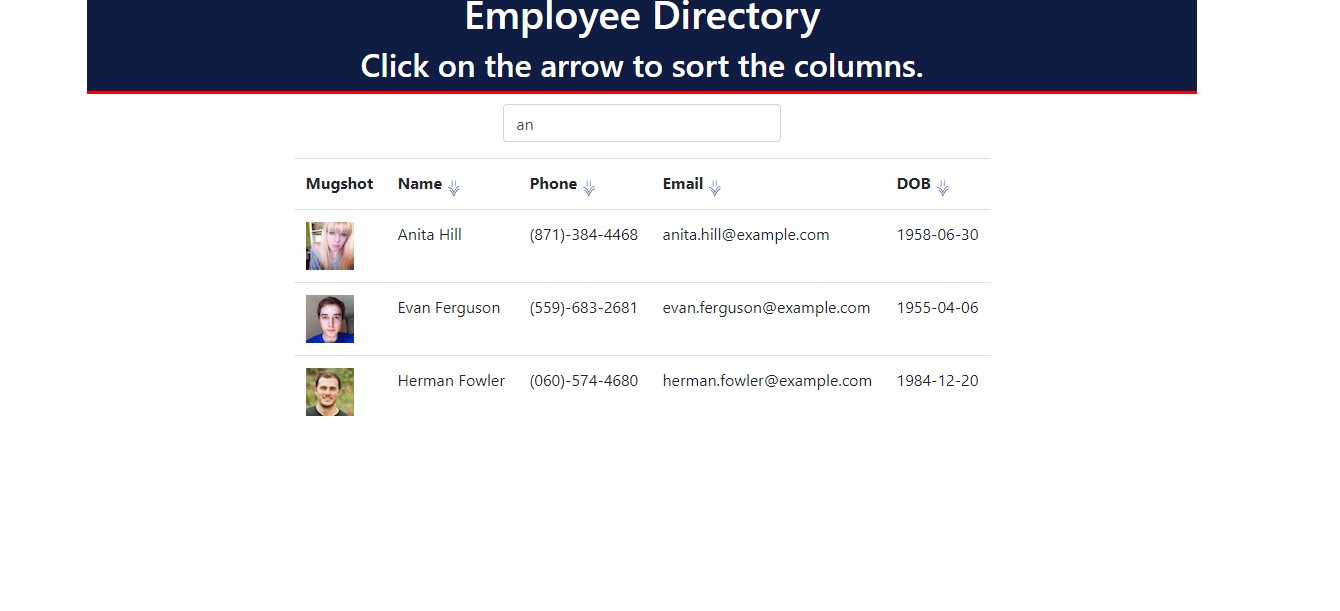 Employee Directory
Click on the arrow to sort the columns.
an
Mugshot Name Phone Email DOB
Anita Hill (871)-384-4468 anita.hill@example.com 1958-06-30
Evan Ferguson (559)-683-2681 evan.ferguson@example.com 1955-04-06
Herman Fowler (060)-574-4680 herman.fowler@example.com 1984-12-20